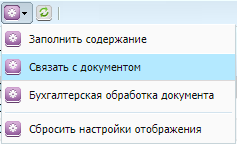 Заполнить содержание
Связать с документом
Бухгалтерская обработка документа
Сбросить настройки отображения